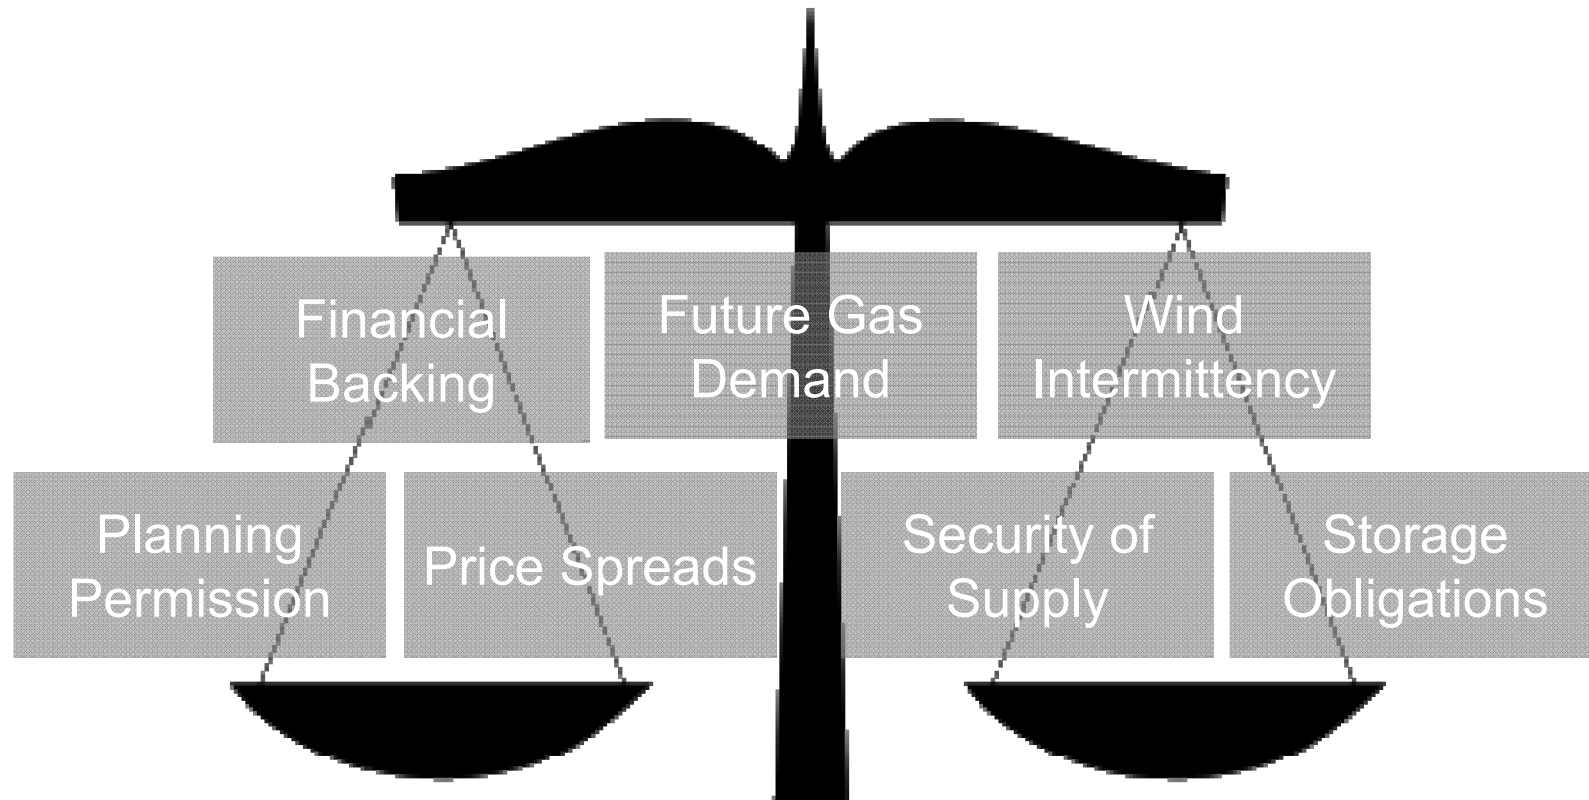 Financial
Backing
Future Gas
Demand
Wind
Intermittency
Planning
Permission
Price Spreads
Security of
Supply
Storage
Obligations